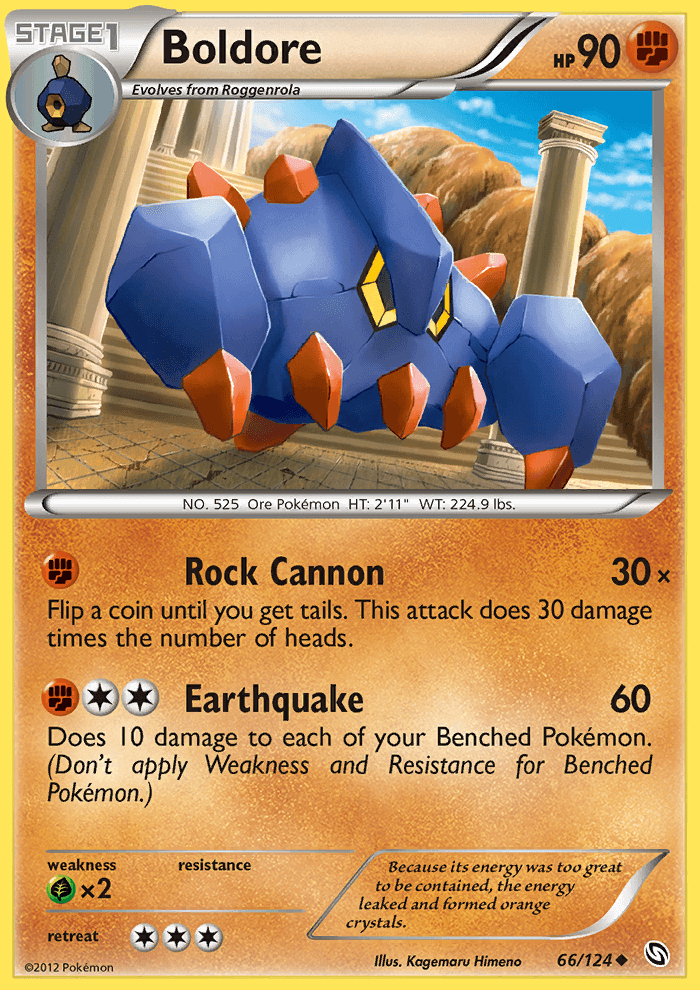 STAGE1
Boldore
HP 90
Evolves from Roggenrola
NO. 525 Ore Pokémon HT: 2'11" WT: 224.9 lbs.
Rock Cannon 30×
Flip a coin until you get tails. This attack does 30 damage
times the number of heads.
Earthquake 60
Does 10 damage to each of your Benched Pokémon.
(Don't apply Weakness and Resistance for Benched
Pokémon.)
weakness resistance
×2
retreat
Because its energy was too great
to be contained, the energy
leaked and formed orange
crystals.
©2012 Pokémon
Illus. Kagemaru Himeno 66/124